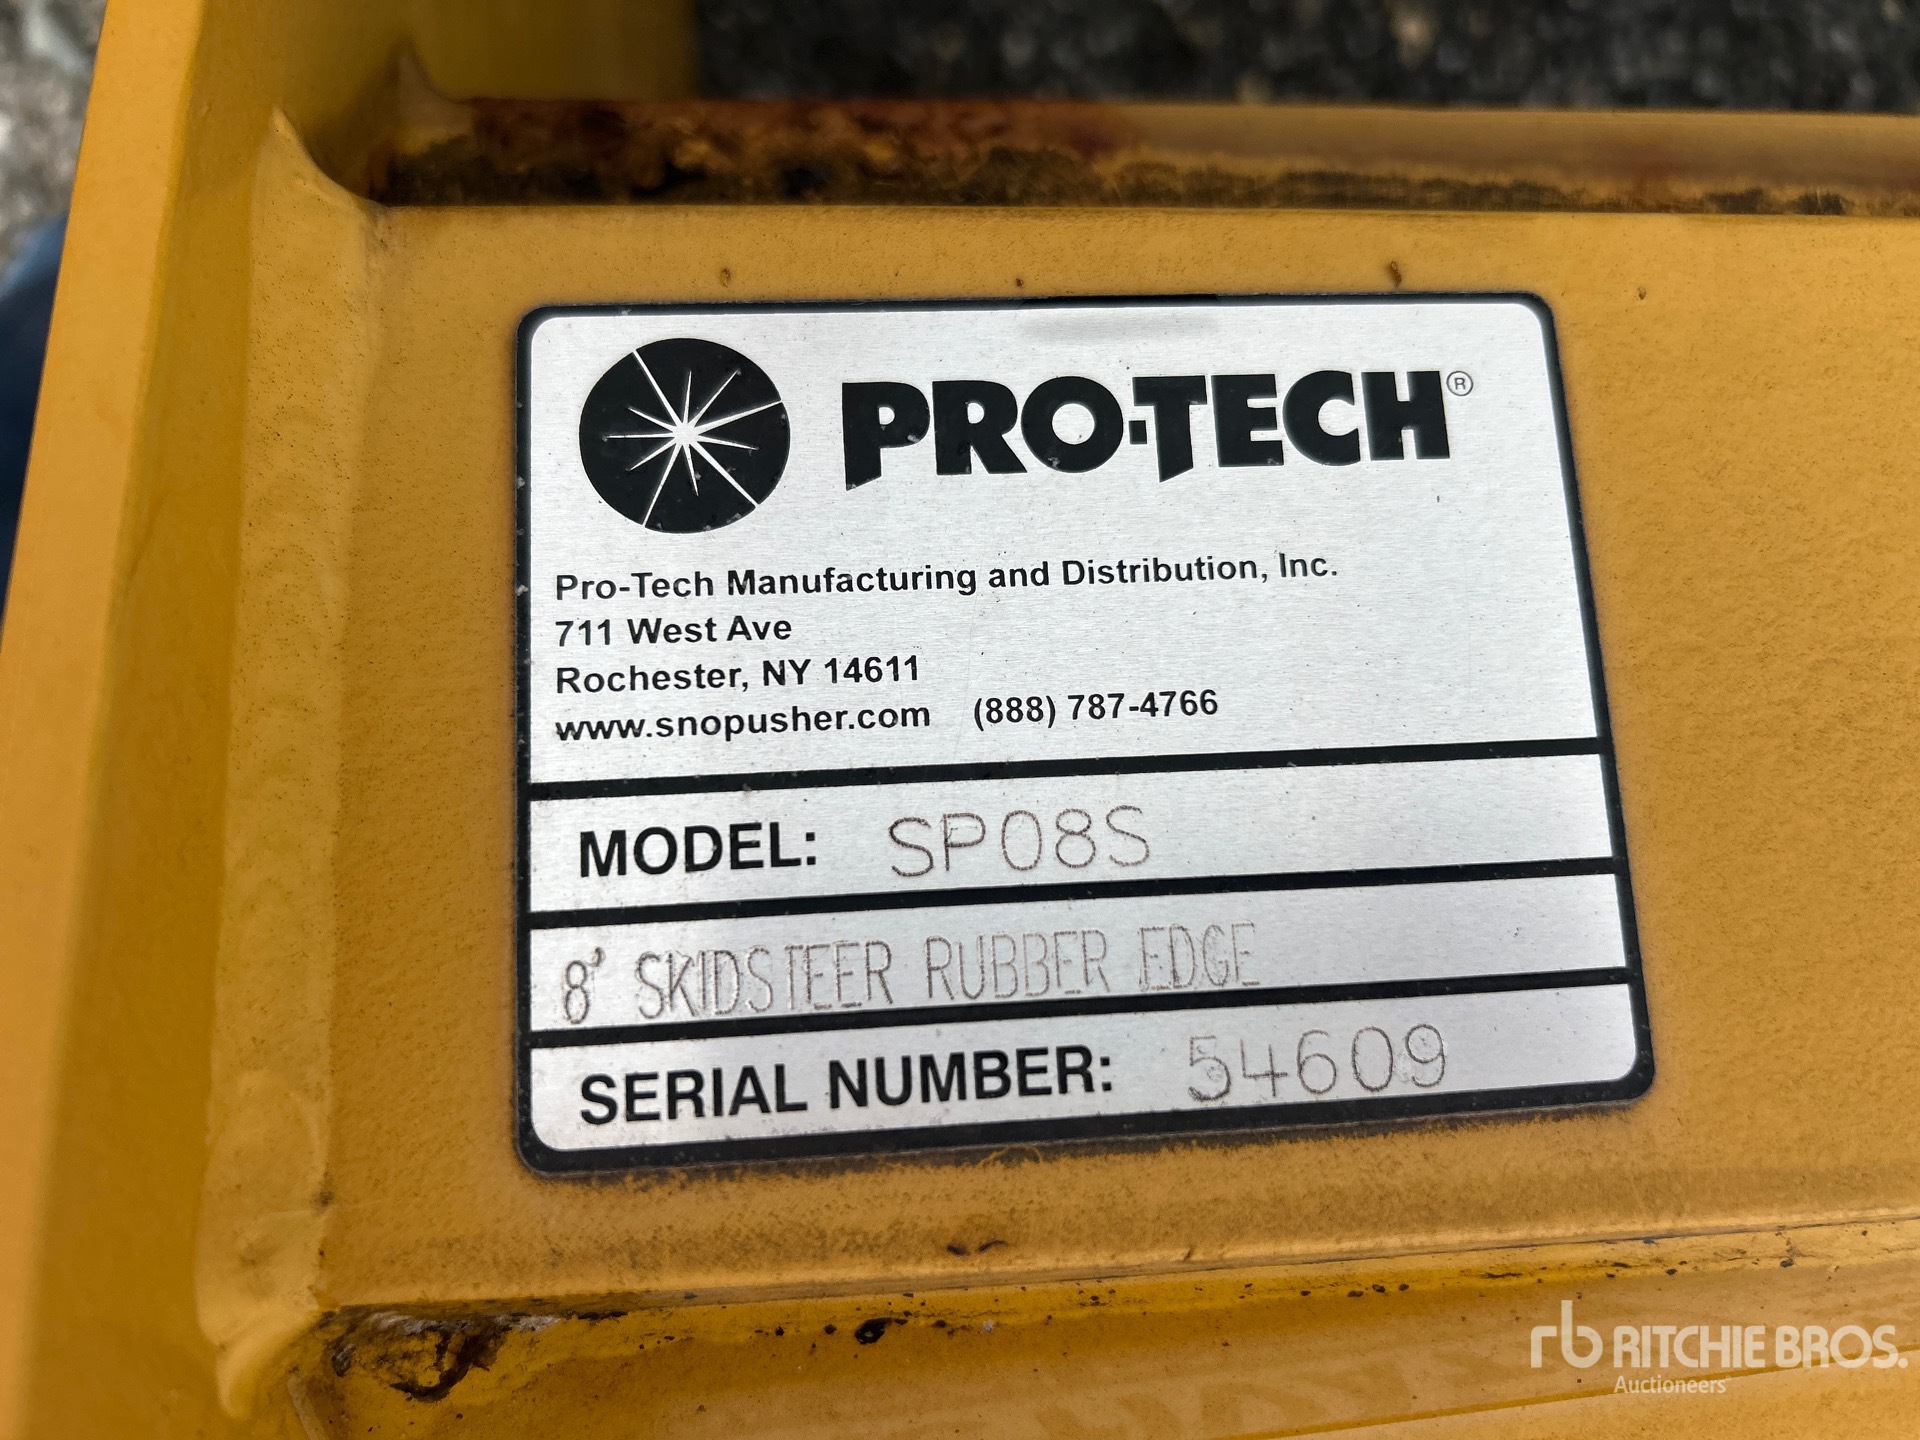 PRO-TECH®
Pro-Tech Manufacturing and Distribution, Inc.
711 West Ave
Rochester, NY 14611
www.snopusher.com (888) 787-4766
MODEL: SP08S
8' SKIDSTEER RUBBER EDGE
SERIAL NUMBER: 54609
rb RITCHIE BROS.
Auctioneers